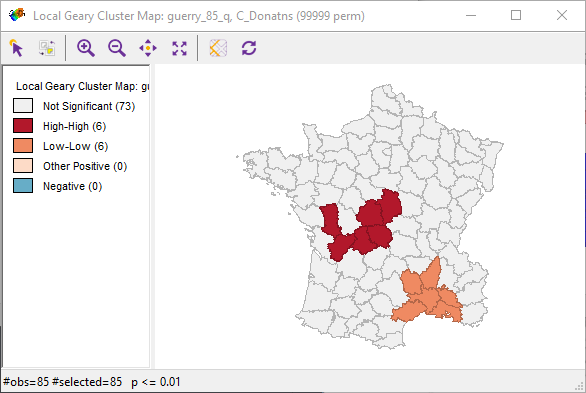 Local Geary Cluster Map: guerry_85_q, C_Donatns (99999 perm)
Local Geary Cluster Map: gu
Not Significant (73)
High-High (6)
Low-Low (6)
Other Positive (0)
Negative (0)
#obs=85 #selected=85 p <= 0.01